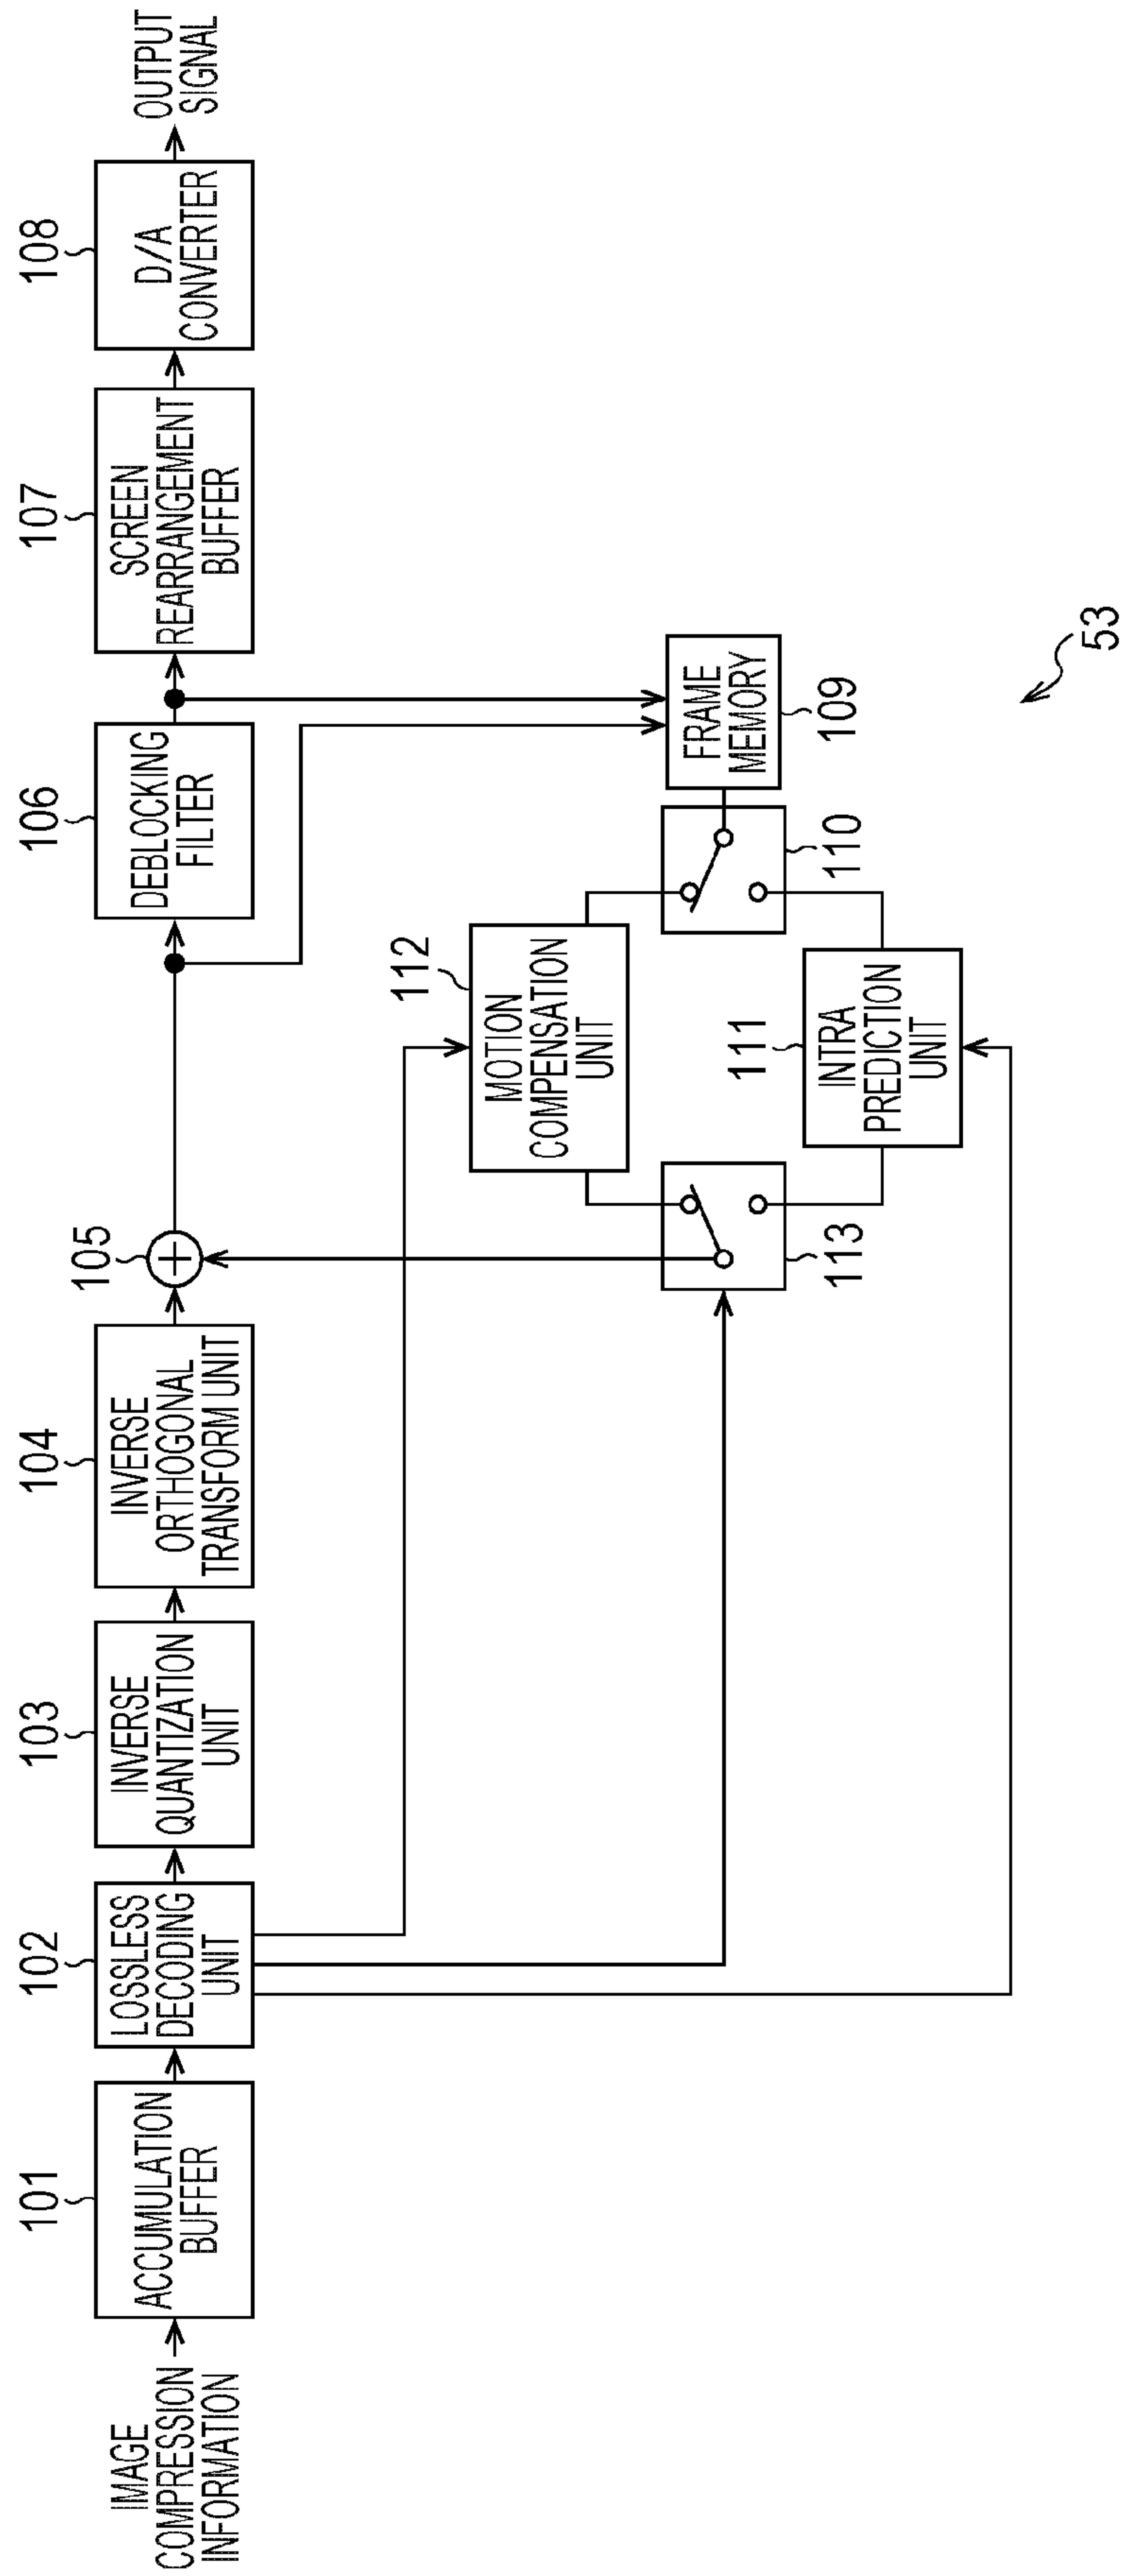 IMAGE
COMPRESSION
INFORMATION
101
ACCUMULATION
BUFFER
102
LOSSLESS
DECODING
UNIT
103
INVERSE
QUANTIZATION
UNIT
104
INVERSE
ORTHOGONAL
TRANSFORM UNIT
105
106
DEBLOCKING
FILTER
107
SCREEN
REARRANGEMENT
BUFFER
108
D/A
CONVERTER
OUTPUT
SIGNAL
112
MOTION
COMPENSATION
UNIT
FRAME
MEMORY
109
113
110
111
INTRA
PREDICTION
UNIT
53